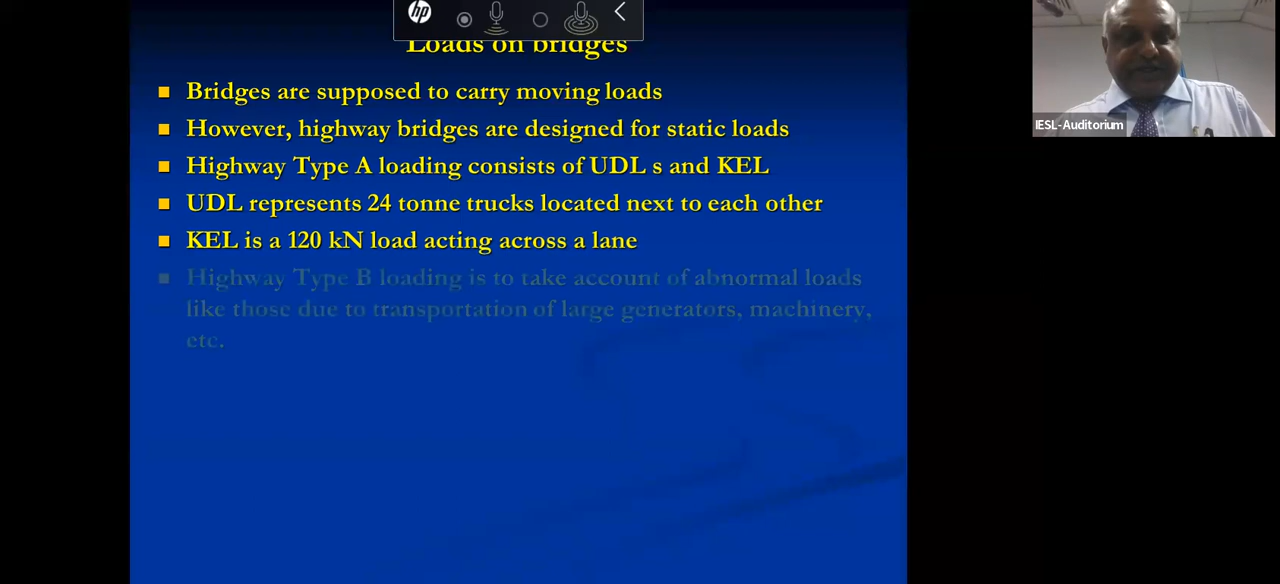 hp
Loads on bridges
Bridges are supposed to carry moving loads
However, highway bridges are designed for static loads
Highway Type A loading consists of UDL s and KEL
UDL represents 24 tonne trucks located next to each other
KEL is a 120 kN load acting across a lane
Highway Type B loading is to take account of abnormal loads
like those due to transportation of large generators, machinery,
etc.
IESL-Auditorium